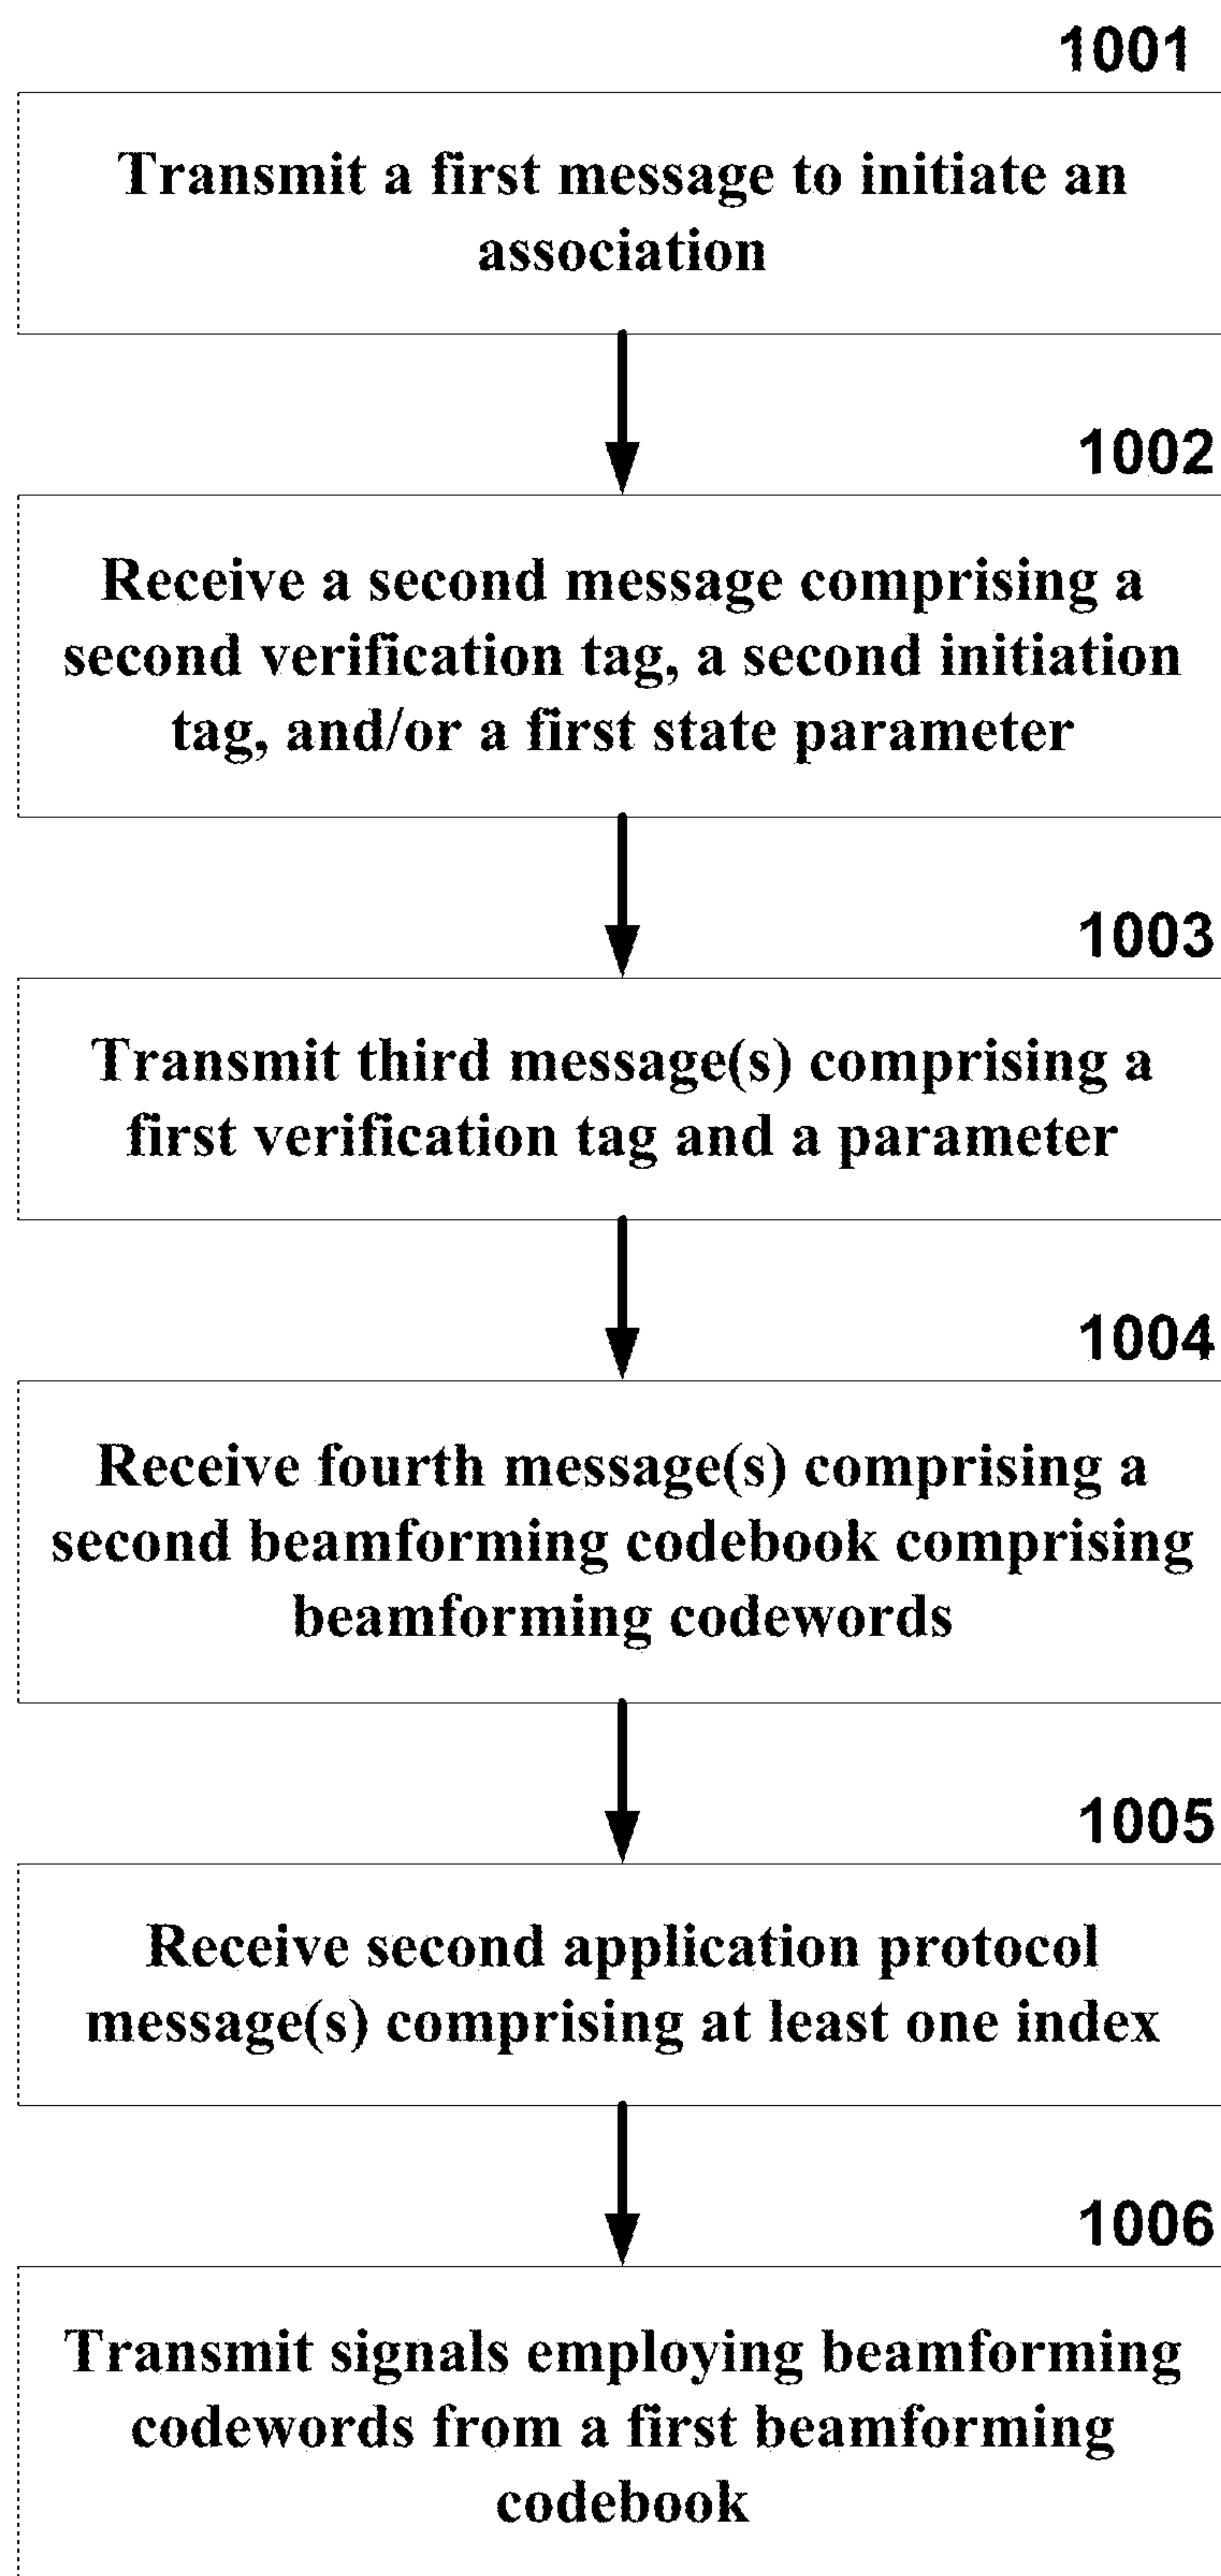 1001
Transmit a first message to initiate an
association
1002
Receive a second message comprising a
second verification tag, a second initiation
tag, and/or a first state parameter
1003
Transmit third message(s) comprising a
first verification tag and a parameter
1004
Receive fourth message(s) comprising a
second beamforming codebook comprising
beamforming codewords
1005
Receive second application protocol
message(s) comprising at least one index
1006
Transmit signals employing beamforming
codewords from a first beamforming
codebook